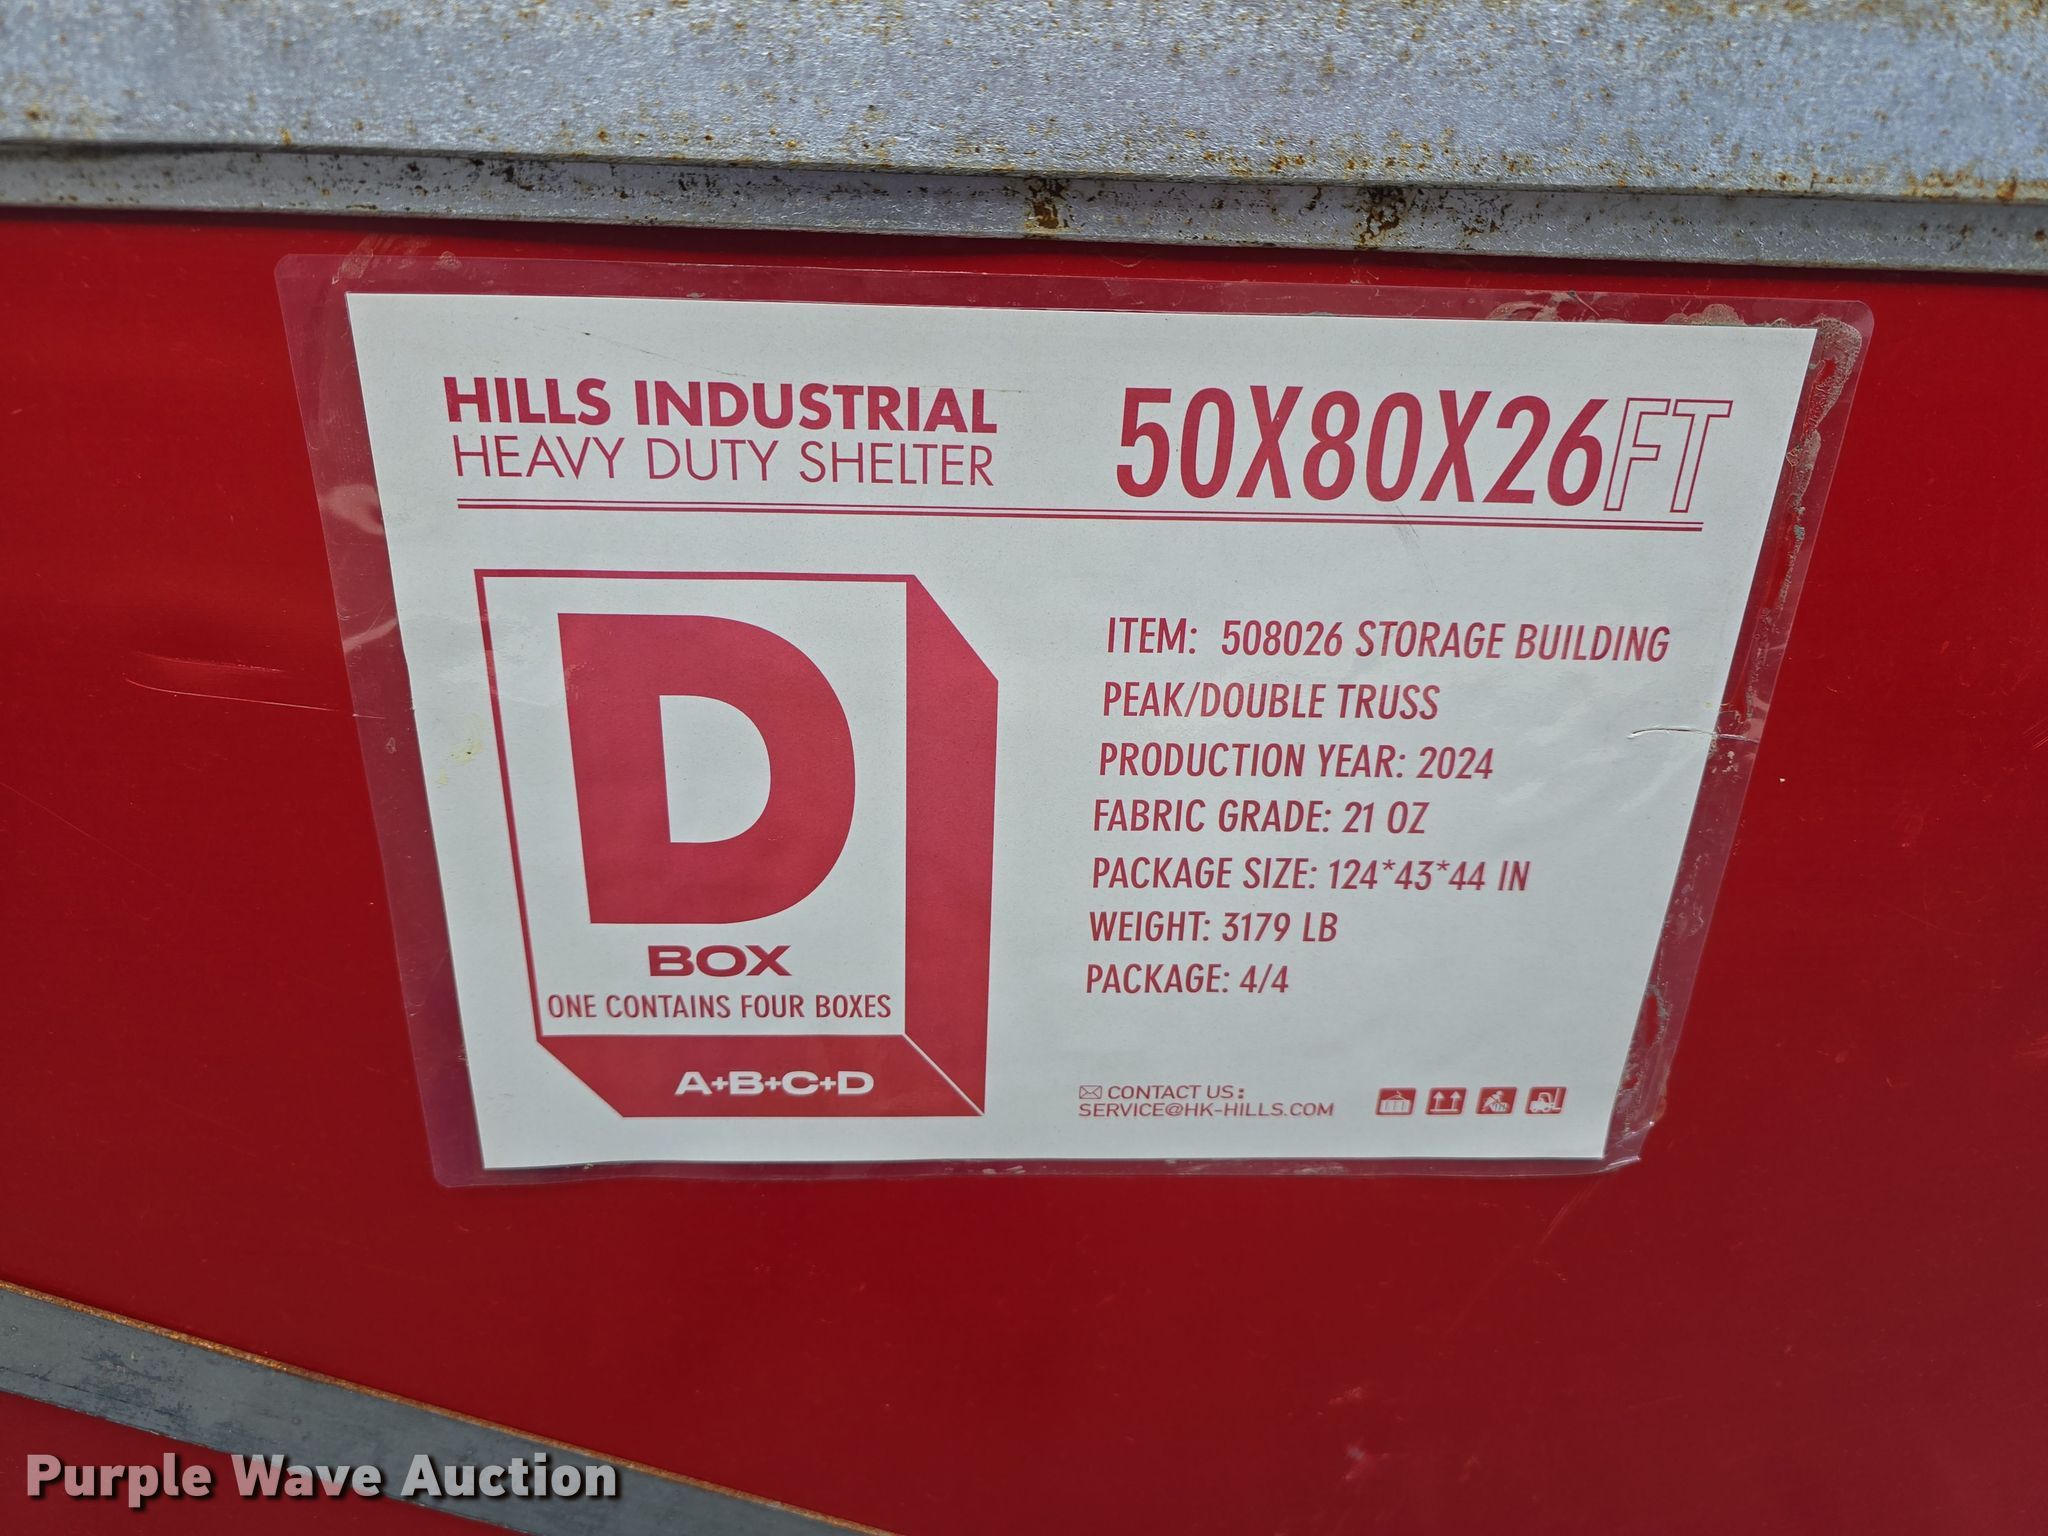 HILLS INDUSTRIAL
HEAVY DUTY SHELTER
50X80X26FT
D
BOX
ONE CONTAINS FOUR BOXES
A+B+C+D
ITEM: 508026 STORAGE BUILDING
PEAK/DOUBLE TRUSS
PRODUCTION YEAR: 2024
FABRIC GRADE: 21 OZ
PACKAGE SIZE: 124*43*44 IN
WEIGHT: 3179 LB
PACKAGE: 4/4
CONTACT US:
SERVICE@HK-HILLS.COM
Purple Wave Auction